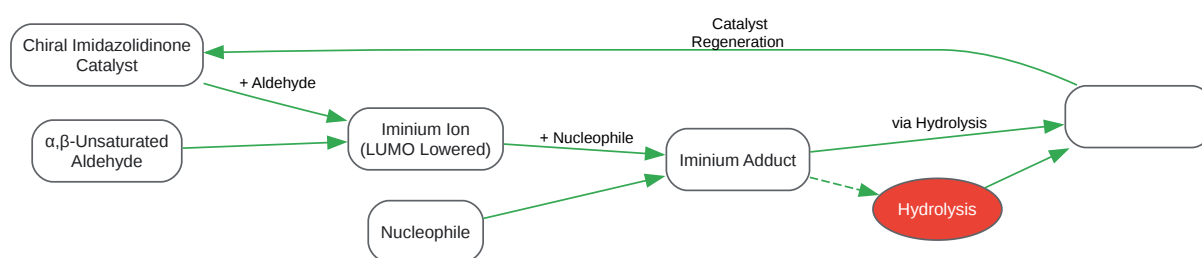 Catalyst
Regeneration
Chiral Imidazolidinone
Catalyst
+ Aldehyde
α,β-Unsaturated
Aldehyde
Iminium Ion
(LUMO Lowered)
+ Nucleophile
Iminium Adduct
via Hydrolysis
Nucleophile
Hydrolysis